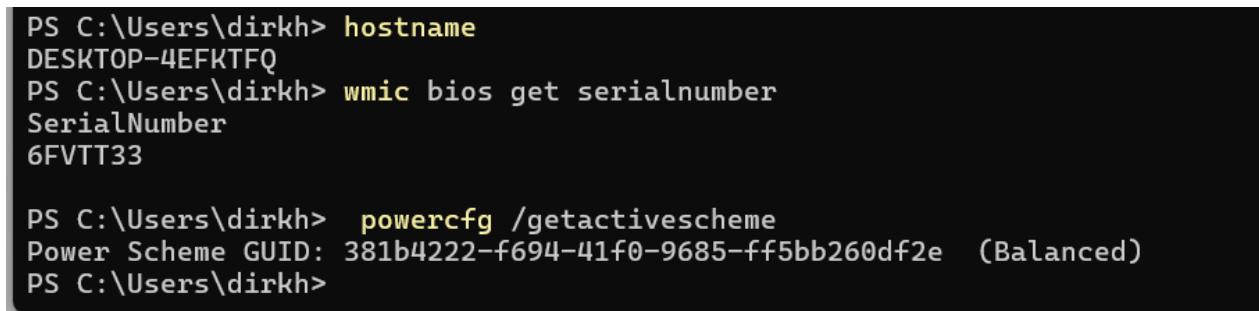 PS C:\Users\dirkh> hostname
DESKTOP-4EFKTFQ
PS C:\Users\dirkh> wmic bios get serialnumber
SerialNumber
6FVTT33
PS C:\Users\dirkh>  powercfg /getactivescheme
Power Scheme GUID: 381b4222-f694-41f0-9685-ff5bb260df2e  (Balanced)
PS C:\Users\dirkh>